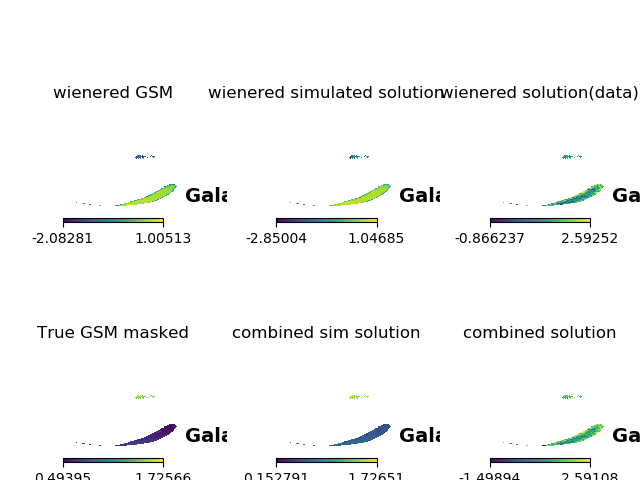 wienered GSM wienered simulated solution wienered solution(data)
Gala Gala Ga
-2.08281 1.00513 -2.85004 1.04685 -0.866237 2.59252
True GSM masked combined sim solution combined solution
Gala Gala Ga
0.49395 1.72566 0.152791 1.72651 -1.49894 2.59108